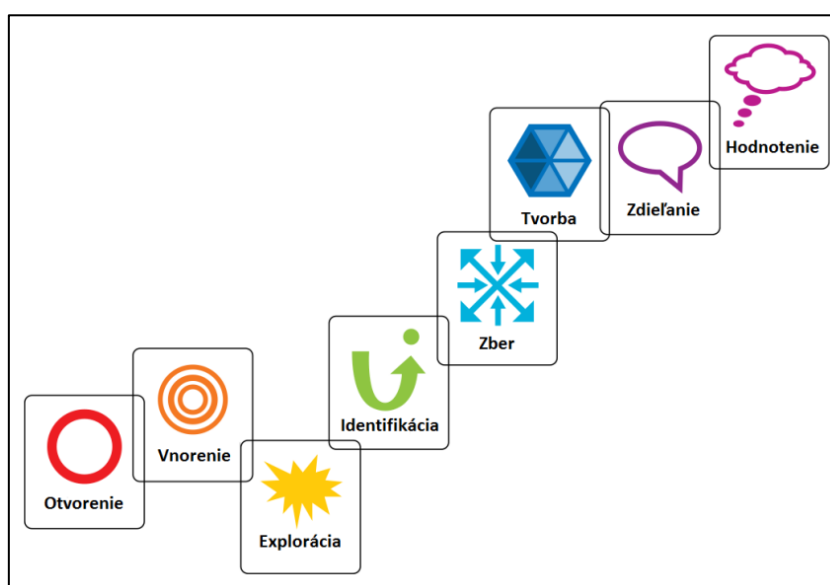 Otvorenie
Vnorenie
Explorácia
Identifikácia
Zber
Tvorba
Zdieľanie
Hodnotenie